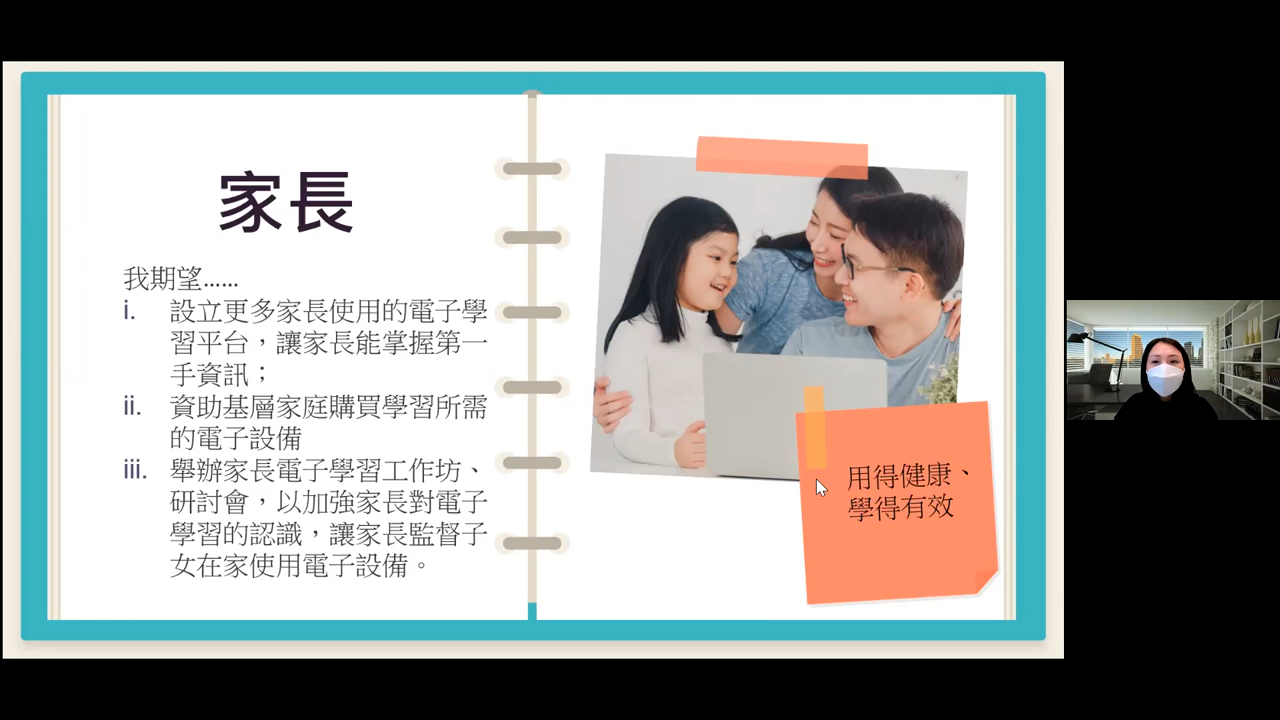 家長
我期望......
i. 設立更多家長使用的電子學
習平台，讓家長能掌握第一
手資訊；
ii. 資助基層家庭購買學習所需
的電子設備
iii. 舉辦家長電子學習工作坊、
研討會，以加強家長對電子
學習的認識，讓家長監督子
女在家使用電子設備。
用得健康、
學得有效